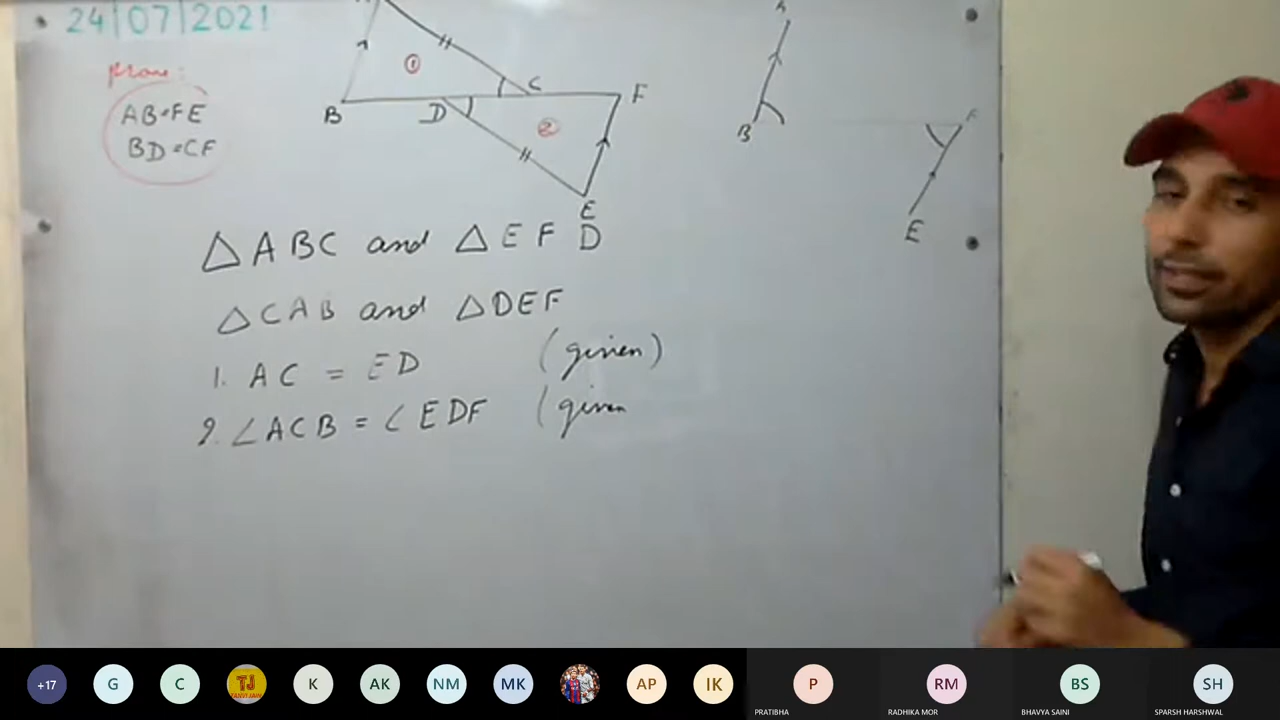 24/07/2021
prove:
AB=FE
BD=CF
B
D
C
F
E
①
②
B
F
E
△ABC and △EFD
△CAB and △DEF
1. AC = ED (given)
2. ∠ACB = ∠EDF (given
+17
G
C
TJ
K
AK
NM
MK
AP
IK
P
RM
BS
SH
PRATIBHA
RADHIKA MOR
BHAVYA SAINI
SPARSH HARSHWAL